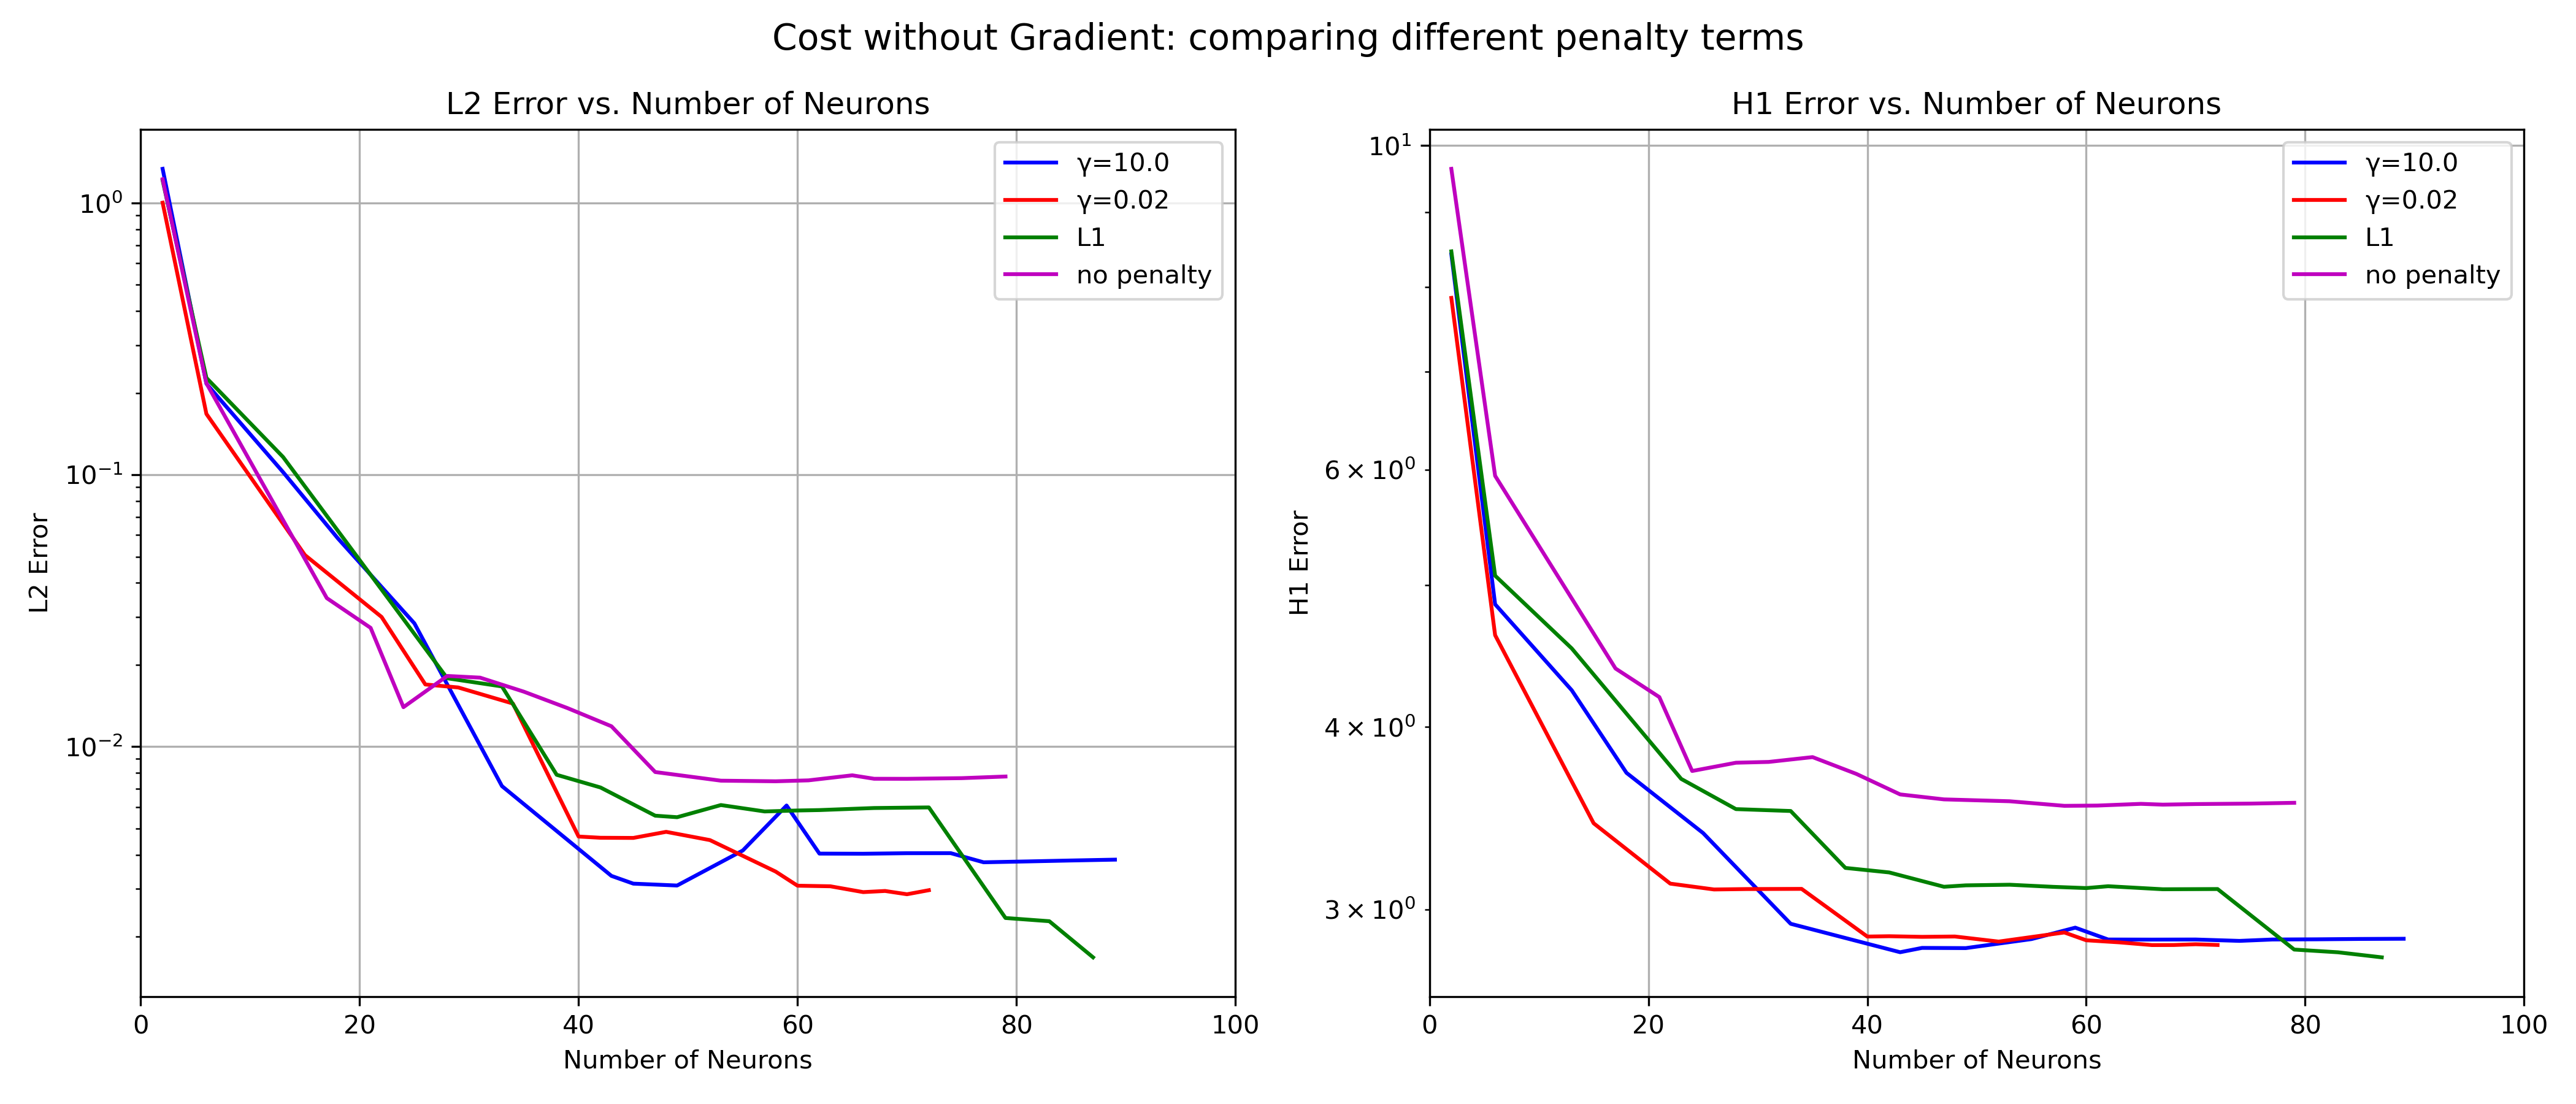 Cost without Gradient: comparing different penalty terms
L2 Error vs. Number of Neurons
γ=10.0
γ=0.02
L1
no penalty
10⁰
10⁻¹
10⁻²
L2 Error
0 20 40 60 80 100
Number of Neurons
H1 Error vs. Number of Neurons
γ=10.0
γ=0.02
L1
no penalty
10¹
6 × 10⁰
4 × 10⁰
3 × 10⁰
H1 Error
0 20 40 60 80 100
Number of Neurons